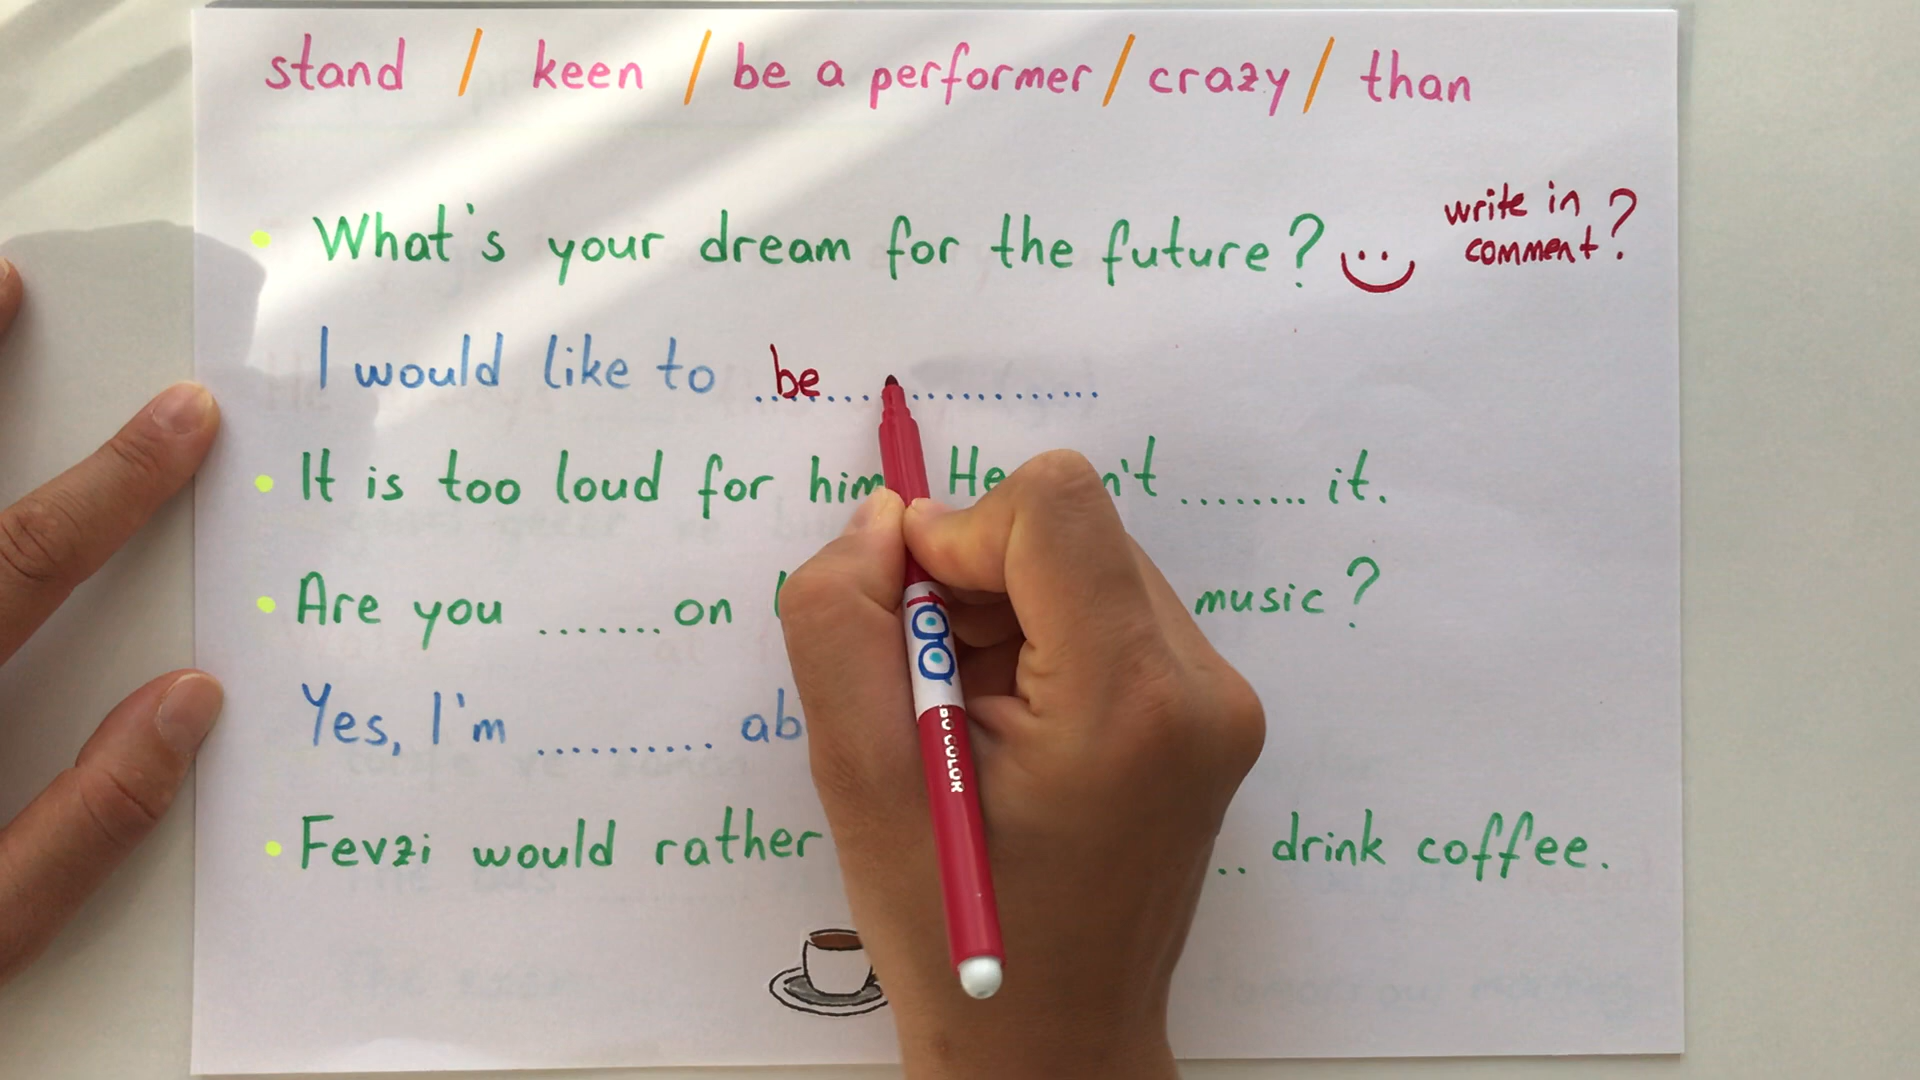 stand / keen / be a performer / crazy / than
What's your dream for the future?
write in comment?
I would like to be....................
It is too loud for him He n't ........ it.
Are you ....... on music?
Yes, I'm ..........
Fevzi would rather .. drink coffee.
100
COLOR